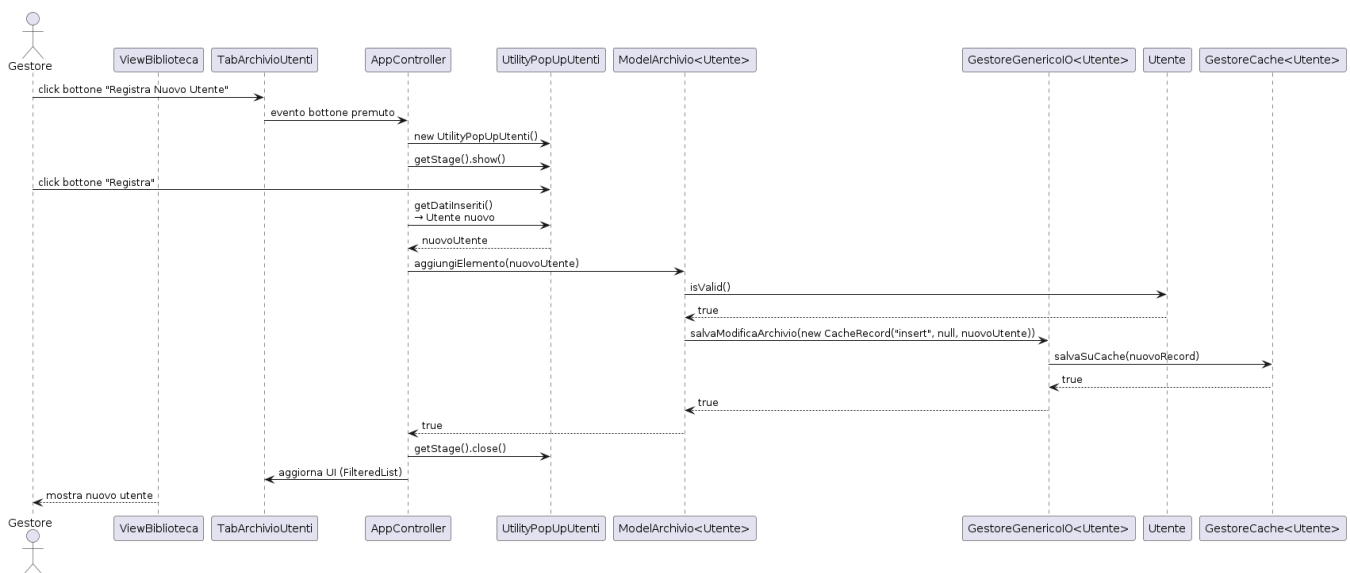 Gestore
ViewBiblioteca
TabArchivioUtenti
AppController
UtilityPopUpUtenti
ModelArchivio<Utente>
GestoreGenericoIO<Utente>
Utente
GestoreCache<Utente>
click bottone "Registra Nuovo Utente"
evento bottone premuto
new UtilityPopUpUtenti()
getStage().show()
click bottone "Registra"
getDatiInseriti()
→ Utente nuovo
nuovoUtente
aggiungiElemento(nuovoUtente)
isValid()
true
salvaModificaArchivio(new CacheRecord("insert", null, nuovoUtente))
salvaSuCache(nuovoRecord)
true
true
true
getStage().close()
aggiorna UI (FilteredList)
mostra nuovo utente
Gestore
ViewBiblioteca
TabArchivioUtenti
AppController
UtilityPopUpUtenti
ModelArchivio<Utente>
GestoreGenericoIO<Utente>
Utente
GestoreCache<Utente>